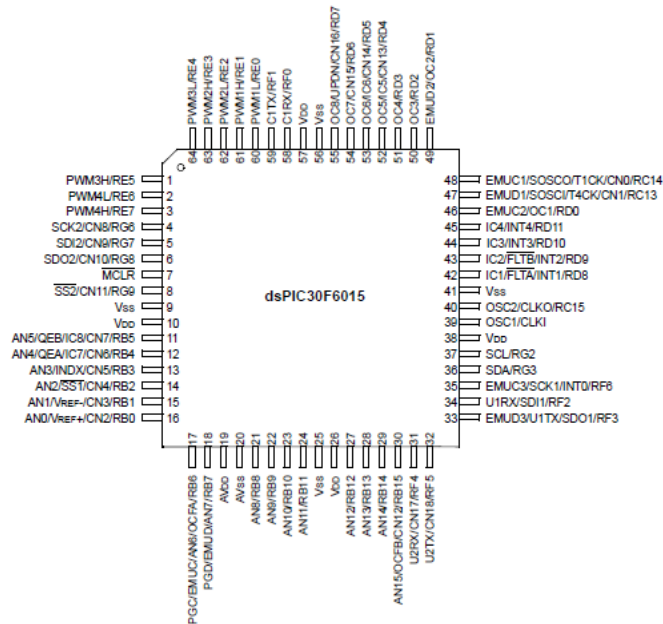 PWM3L/RE4
PWM2H/RE3
PWM2L/RE2
PWM1H/RE1
PWM1L/RE0
C1TX/RF1
C1RX/RF0
VDD
VSS
OC8/UPDN/CN16/RD7
OC7/CN15/RD6
OC6/IC6/CN14/RD5
OC5/IC5/CN13/RD4
OC4/RD3
OC3/RD2
EMUD2/OC2/RD1
64
63
62
61
60
59
58
57
56
55
54
53
52
51
50
49
PWM3H/RE5 1
PWM4L/RE6 2
PWM4H/RE7 3
SCK2/CN8/RG6 4
SDI2/CN9/RG7 5
SDO2/CN10/RG8 6
MCLR 7
SS2/CN11/RG9 8
VSS 9
VDD 10
AN5/QEB/IC8/CN7/RB5 11
AN4/QEA/IC7/CN6/RB4 12
AN3/INDX/CN5/RB3 13
AN2/SS1/CN4/RB2 14
AN1/VREF-/CN3/RB1 15
AN0/VREF+/CN2/RB0 16
dsPIC30F6015
48 EMUC1/SOSCO/T1CK/CN0/RC14
47 EMUD1/SOSCI/T4CK/CN1/RC13
46 EMUC2/OC1/RD0
45 IC4/INT4/RD11
44 IC3/INT3/RD10
43 IC2/FLTB/INT2/RD9
42 IC1/FLTA/INT1/RD8
41 VSS
40 OSC2/CLKO/RC15
39 OSC1/CLKI
38 VDD
37 SCL/RG2
36 SDA/RG3
35 EMUC3/SCK1/INT0/RF6
34 U1RX/SDI1/RF2
33 EMUD3/U1TX/SDO1/RF3
17
18
19
20
21
22
23
24
25
26
27
28
29
30
31
32
PGC/EMUC/AN6/OCFA/RB6
PGD/EMUD/AN7/RB7
AVDD
AVSS
AN8/RB8
AN9/RB9
AN10/RB10
AN11/RB11
VSS
VDD
AN12/RB12
AN13/RB13
AN14/RB14
AN15/OCFB/CN12/RB15
U2RX/CN17/RF4
U2TX/CN18/RF5